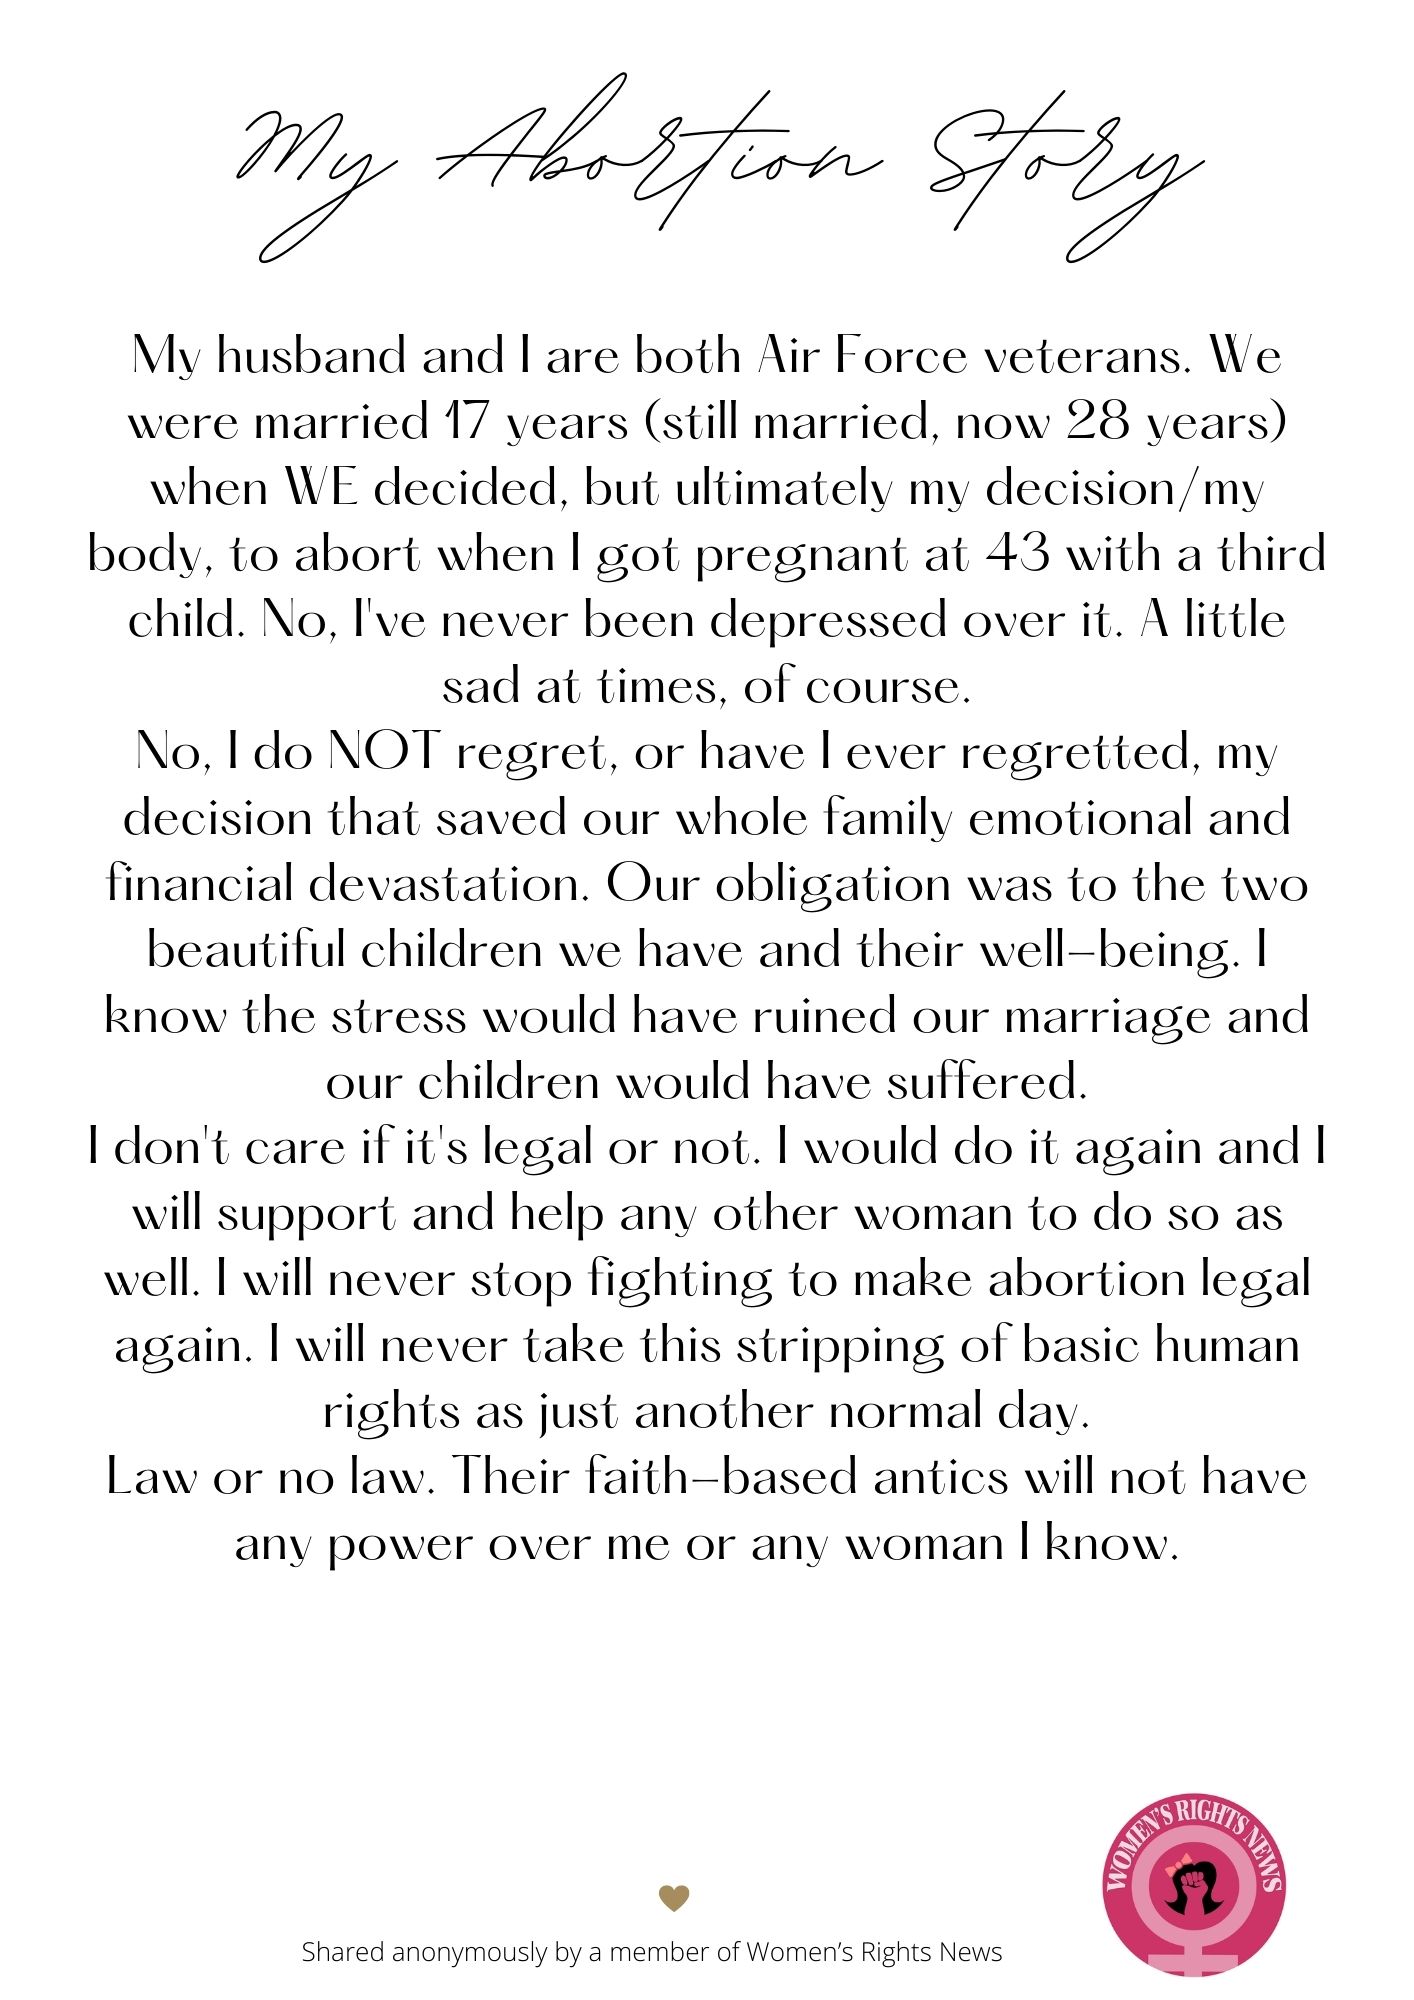 My Abortion Story
My husband and I are both Air Force veterans. We
were married 17 years (still married, now 28 years)
when WE decided, but ultimately my decision/my
body, to abort when I got pregnant at 43 with a third
child. No, I've never been depressed over it. A little
sad at times, of course.
No, I do NOT regret, or have I ever regretted, my
decision that saved our whole family emotional and
financial devastation. Our obligation was to the two
beautiful children we have and their well-being. I
know the stress would have ruined our marriage and
our children would have suffered.
I don't care if it's legal or not. I would do it again and I
will support and help any other woman to do so as
well. I will never stop fighting to make abortion legal
again. I will never take this stripping of basic human
rights as just another normal day.
Law or no law. Their faith-based antics will not have
any power over me or any woman I know.
WOMEN'S RIGHTS NEWS
Shared anonymously by a member of Women’s Rights News